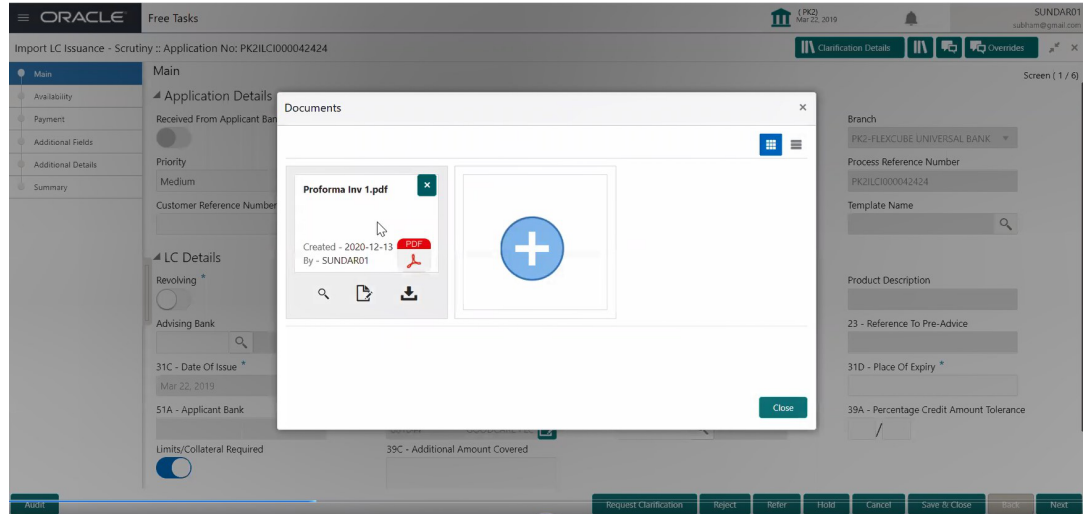 ORACLE
Free Tasks
( PK2)
Mar 22, 2019
SUNDAR01
subham@gmail.com
Import LC Issuance - Scrutiny :: Application No: PK2ILCI000042424
Clarification Details
Overrides
Main
Availability
Payment
Additional Fields
Additional Details
Summary
Main
Screen ( 1 / 6)
Application Details
Received From Applicant Ban
Priority
Medium
Customer Reference Number
Branch
PK2-FLEXCUBE UNIVERSAL BANK
Process Reference Number
PK2ILCI000042424
Template Name
Documents
Proforma Inv 1.pdf
Created - 2020-12-13
By - SUNDAR01
PDF
Close
LC Details
Revolving *
Advising Bank
31C - Date Of Issue *
Mar 22, 2019
51A - Applicant Bank
Limits/Collateral Required
39C - Additional Amount Covered
Product Description
23 - Reference To Pre-Advice
31D - Place Of Expiry *
39A - Percentage Credit Amount Tolerance
/
Audit
Request Clarification
Reject
Refer
Hold
Cancel
Save & Close
Back
Next